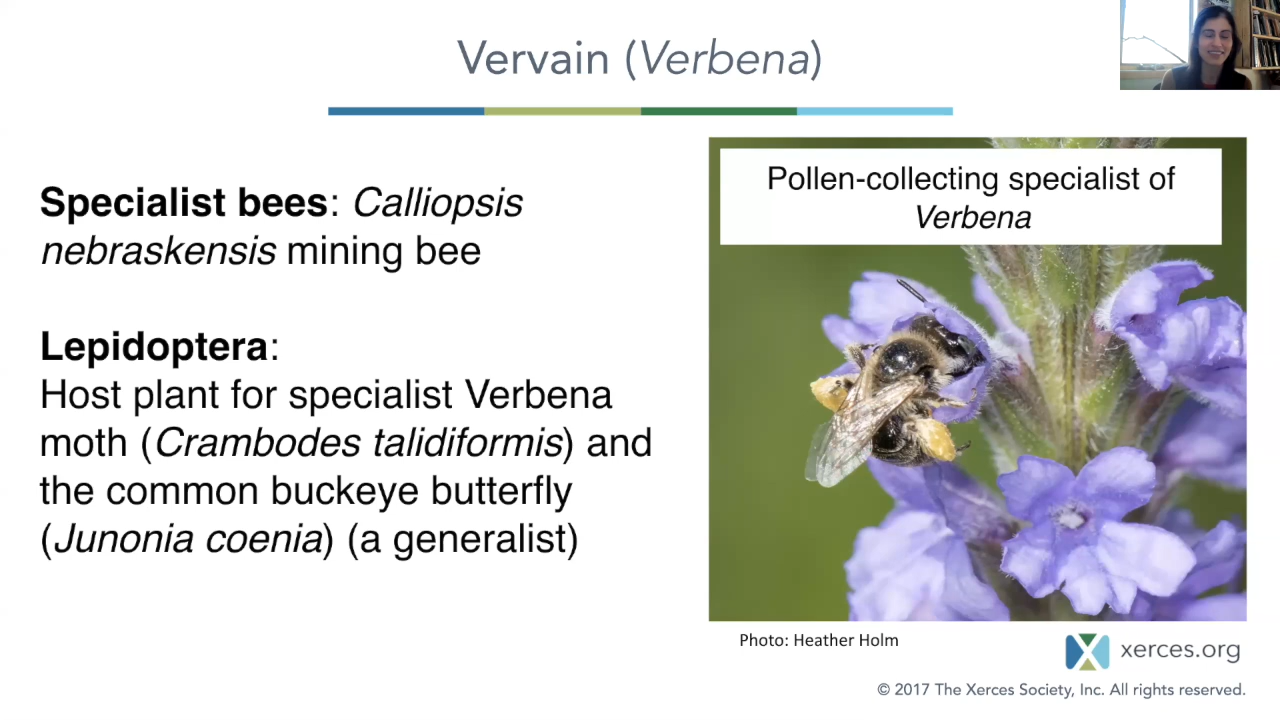 Vervain (Verbena)
Specialist bees: Calliopsis
nebraskensis mining bee
Lepidoptera:
Host plant for specialist Verbena
moth (Crambodes talidiformis) and
the common buckeye butterfly
(Junonia coenia) (a generalist)
Pollen-collecting specialist of
Verbena
Photo: Heather Holm
xerces.org
© 2017 The Xerces Society, Inc. All rights reserved.